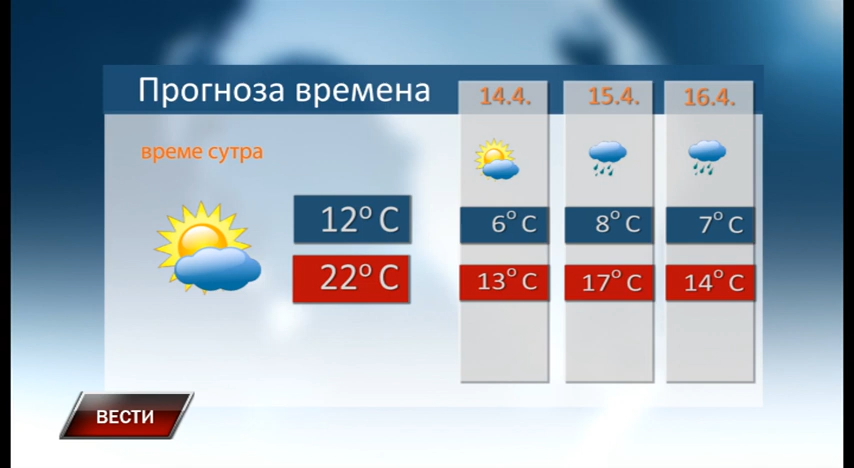 Прогноза времена
време сутра
12° C
22° C
14.4. 15.4. 16.4.
6° C 8° C 7° C
13° C 17° C 14° C
ВЕСТИ